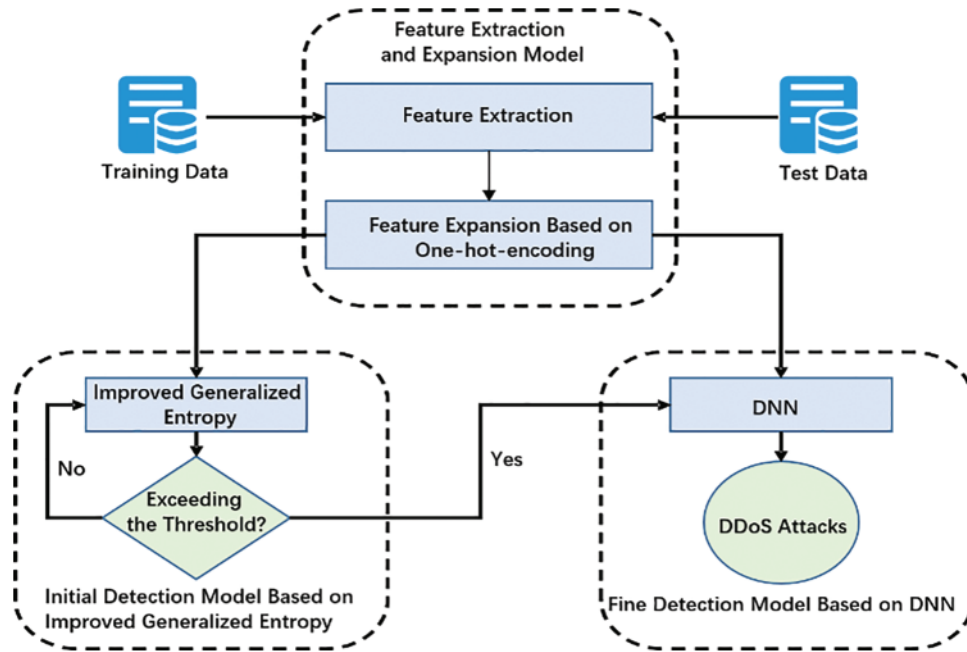 Feature Extraction
and Expansion Model
Feature Extraction
Training Data
Test Data
Feature Expansion Based on
One-hot-encoding
Improved Generalized
Entropy
DNN
No
Yes
Exceeding
the Threshold?
DDoS Attacks
Initial Detection Model Based on
Improved Generalized Entropy
Fine Detection Model Based on DNN